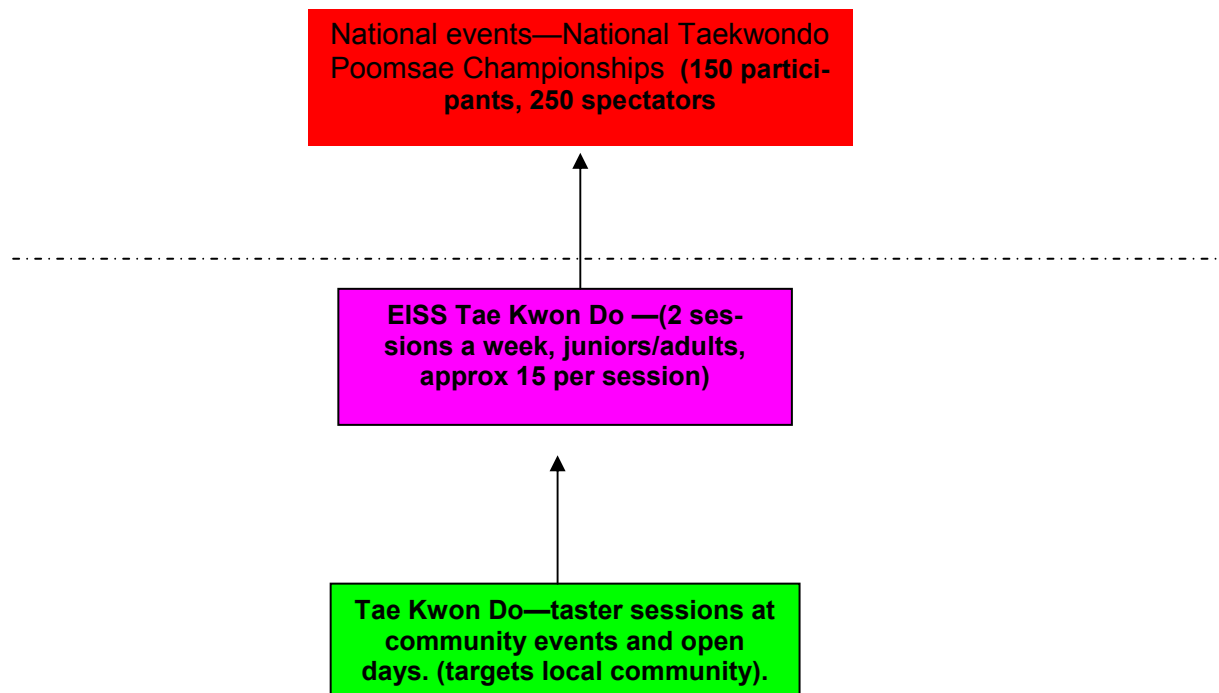 National events—National Taekwondo
Poomsae Championships (150 partici-
pants, 250 spectators
EISS Tae Kwon Do —(2 ses-
sions a week, juniors/adults,
approx 15 per session)
Tae Kwon Do—taster sessions at
community events and open
days. (targets local community).